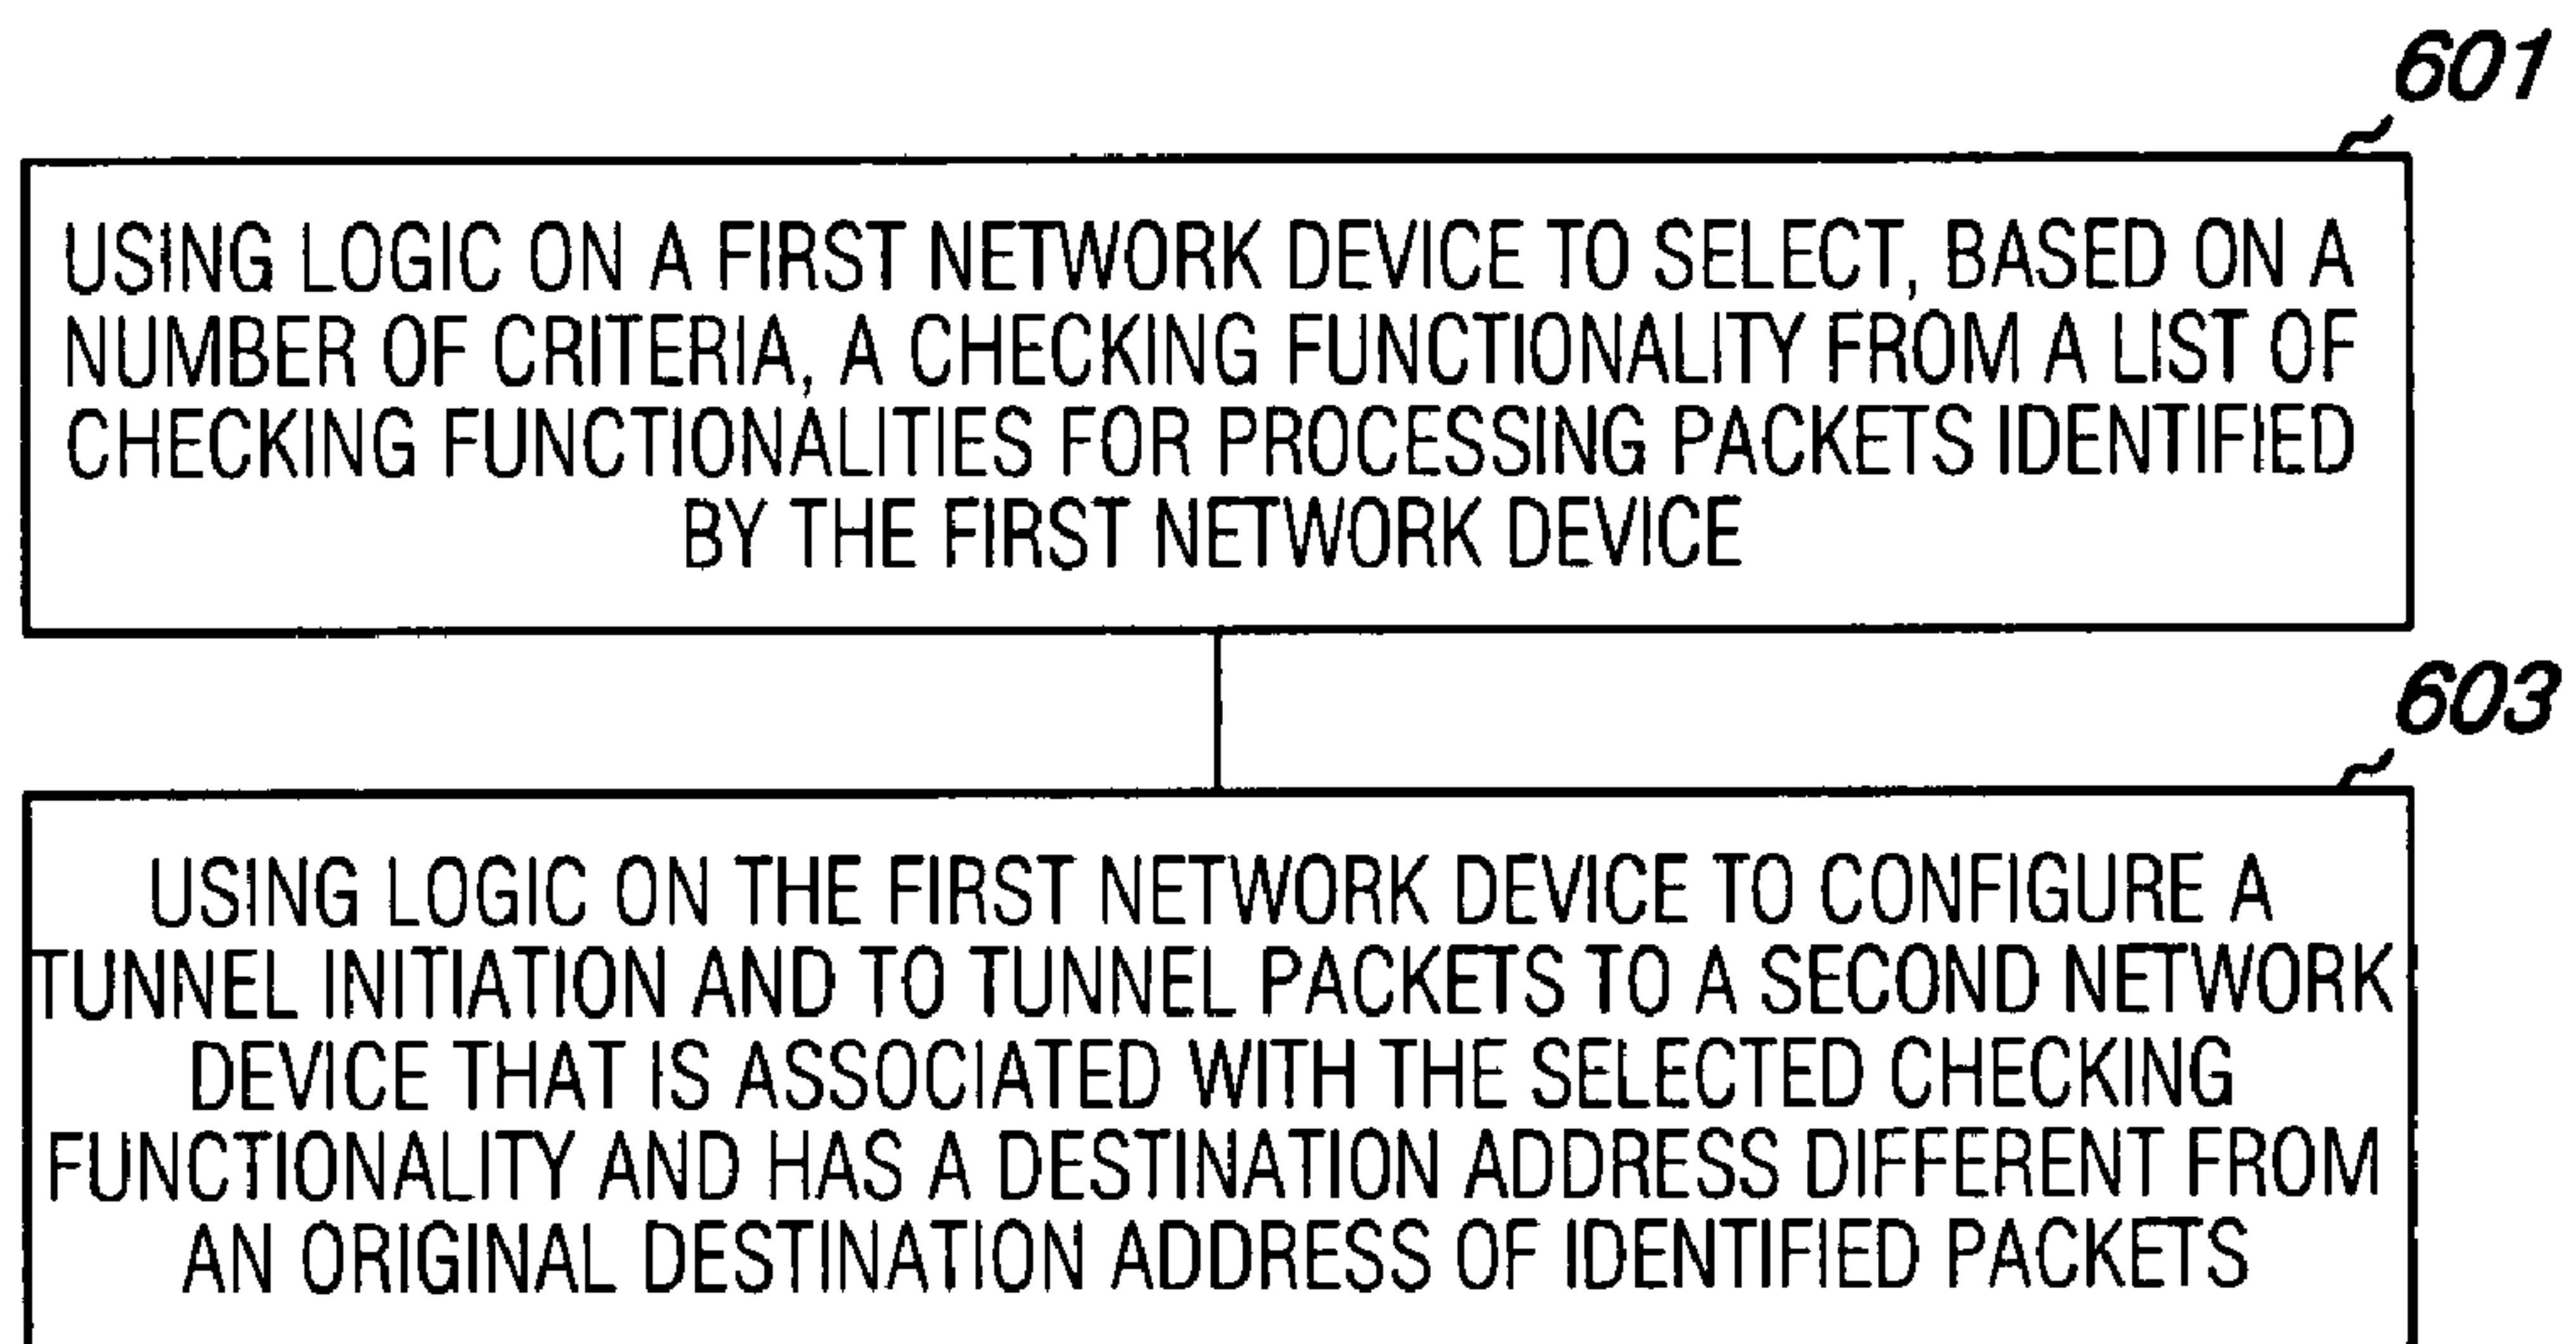 601
USING LOGIC ON A FIRST NETWORK DEVICE TO SELECT, BASED ON A
NUMBER OF CRITERIA, A CHECKING FUNCTIONALITY FROM A LIST OF
CHECKING FUNCTIONALITIES FOR PROCESSING PACKETS IDENTIFIED
BY THE FIRST NETWORK DEVICE
603
USING LOGIC ON THE FIRST NETWORK DEVICE TO CONFIGURE A
TUNNEL INITIATION AND TO TUNNEL PACKETS TO A SECOND NETWORK
DEVICE THAT IS ASSOCIATED WITH THE SELECTED CHECKING
FUNCTIONALITY AND HAS A DESTINATION ADDRESS DIFFERENT FROM
AN ORIGINAL DESTINATION ADDRESS OF IDENTIFIED PACKETS